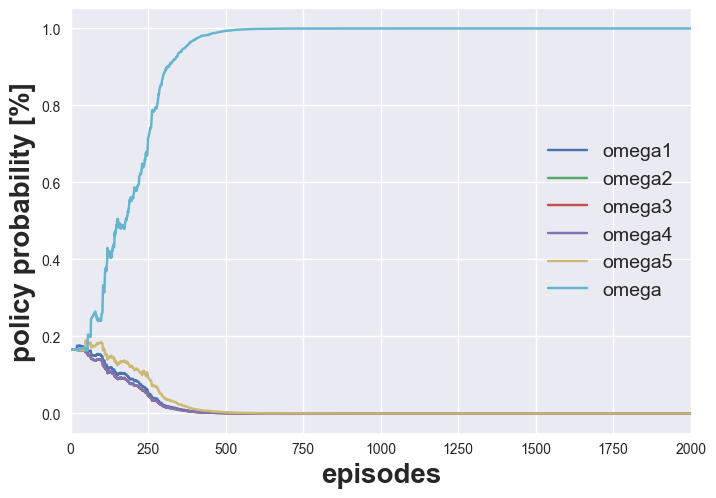 policy probability [%]
1.0
0.8
0.6
0.4
0.2
0.0
omega1
omega2
omega3
omega4
omega5
omega
0 250 500 750 1000 1250 1500 1750 2000
episodes